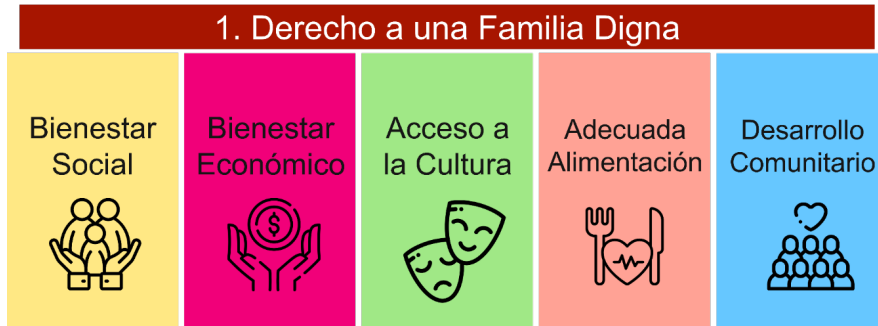 1. Derecho a una Familia Digna
Bienestar
Social
Bienestar
Económico
Acceso a
la Cultura
Adecuada
Alimentación
Desarrollo
Comunitario
$